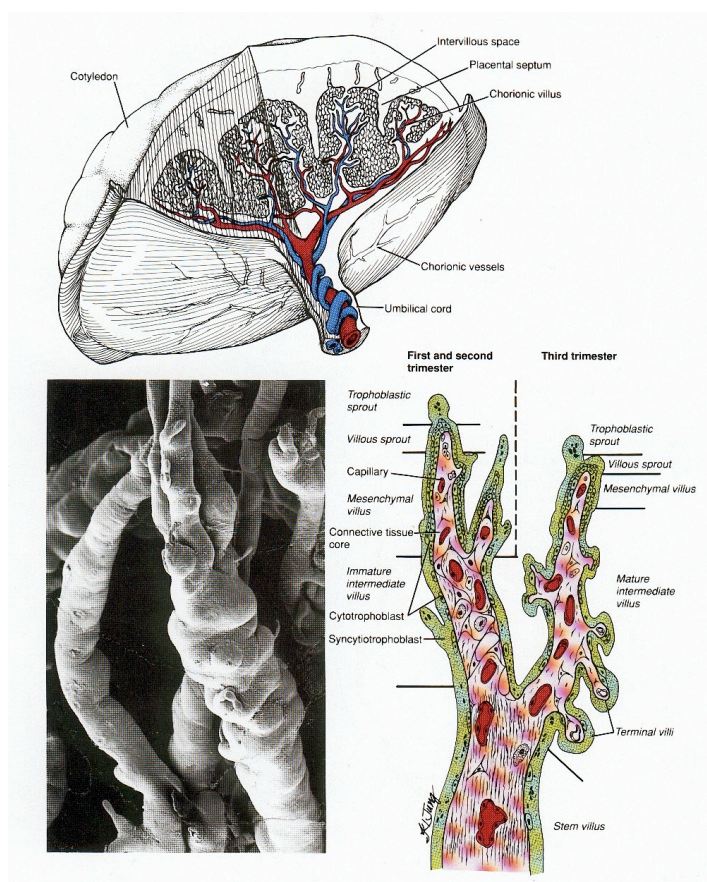 Intervillous space
Placental septum
Cotyledon
Chorionic villus
Chorionic vessels
Umbilical cord
First and second
trimester
Third trimester
Trophoblastic
sprout
Villous sprout
Capillary
Mesenchymal
villus
Connective tissue
core
Immature
intermediate
villus
Cytotrophoblast
Syncytiotrophoblast
Trophoblastic
sprout
Villous sprout
Mesenchymal villus
Mature
intermediate
villus
Terminal villi
Stem villus